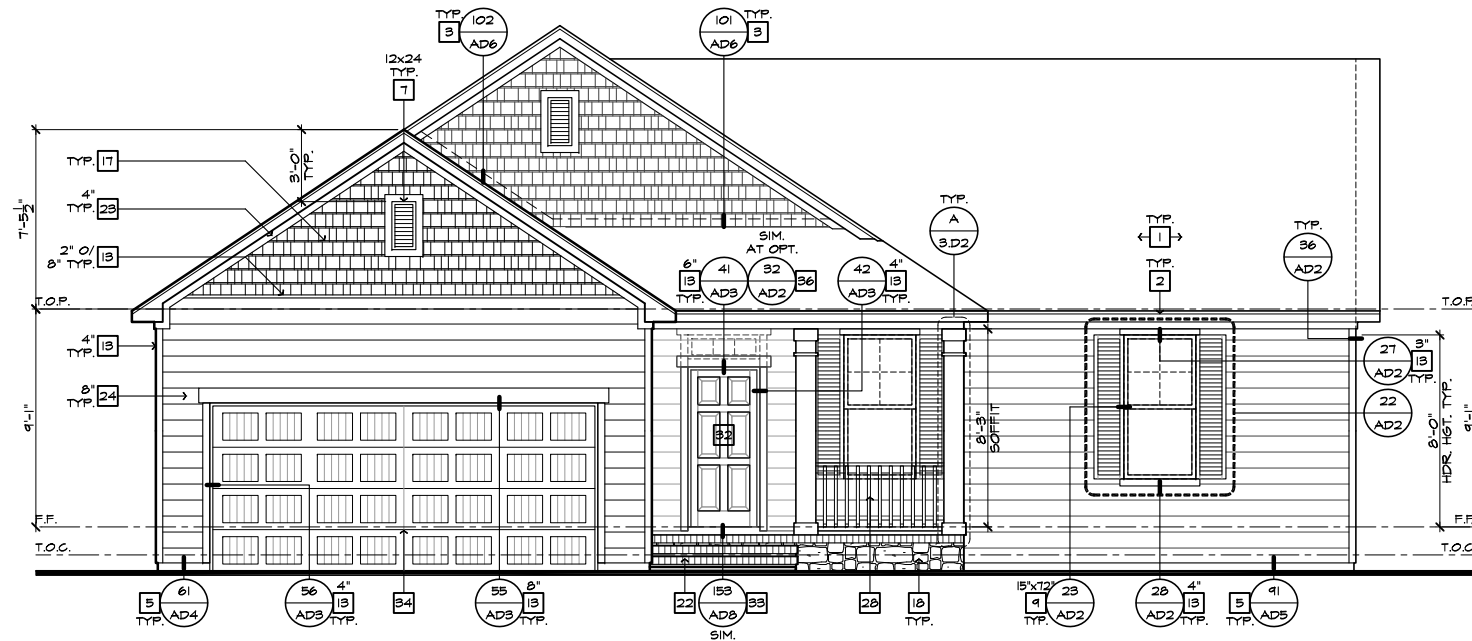 TYP.
3
102
AD6
101
AD6
TYP.
3
12x24
TYP.
7
TYP. 17
3'-0"
TYP.
4"
TYP. 23
2" O/
8" TYP. 13
7'-5 1/2"
T.O.P.
TYP.
A
3.D2
TYP.
1
TYP.
2
TYP.
36
AD2
SIM.
AT OPT.
6"
13
TYP.
41
AD3
32
AD2
36
42
AD3
4"
13
TYP.
T.O.P.
4"
TYP. 13
8"
TYP. 24
9'-1"
32
8'-3"
SOFFIT
27
AD2
3"
13
TYP.
22
AD2
8'-0"
HDR. HGT. TYP.
9'-1"
F.F.
F.F.
T.O.C.
T.O.C.
5
TYP.
61
AD4
56
AD3
4"
13
TYP.
34
55
AD3
8"
13
TYP.
22
153
AD8
33
SIM.
28
18
TYP.
15"x72"
9
TYP.
23
AD2
28
AD2
4"
13
TYP.
5
TYP.
91
AD5